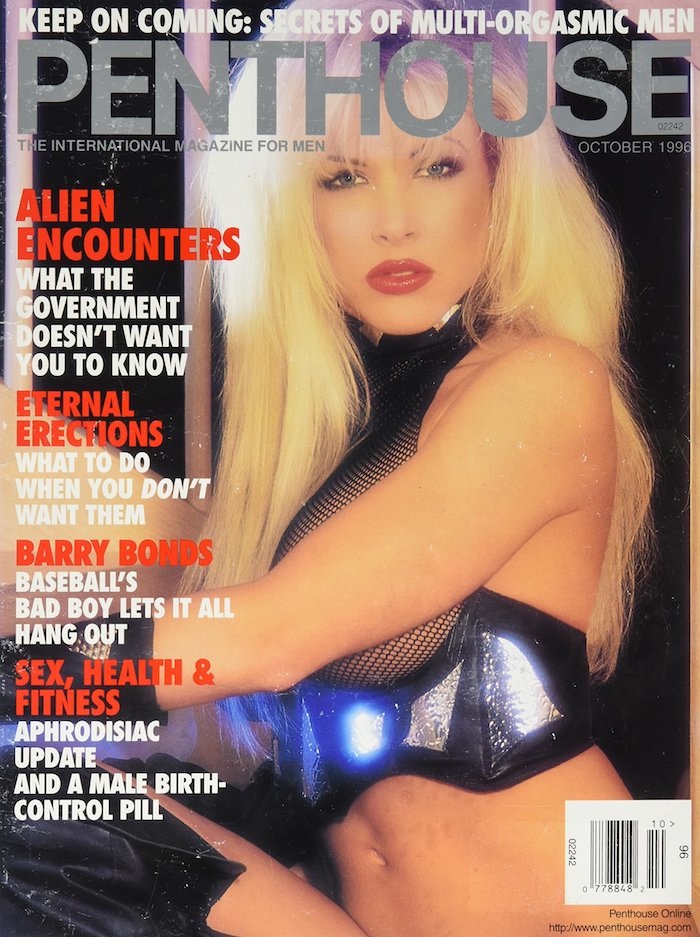 KEEP ON COMING: SECRETS OF MULTI-ORGASMIC MEN
PENTHOUSE
02242
THE INTERNATIONAL MAGAZINE FOR MEN
OCTOBER 1996
ALIEN
ENCOUNTERS
WHAT THE
GOVERNMENT
DOESN'T WANT
YOU TO KNOW
ETERNAL
ERECTIONS
WHAT TO DO
WHEN YOU DON'T
WANT THEM
BARRY BONDS
BASEBALL'S
BAD BOY LETS IT ALL
HANG OUT
SEX, HEALTH &
FITNESS
APHRODISIAC
UPDATE
AND A MALE BIRTH-
CONTROL PILL
10>
96
02242
0 778848 2
Penthouse Online
http://www.penthousemag.com